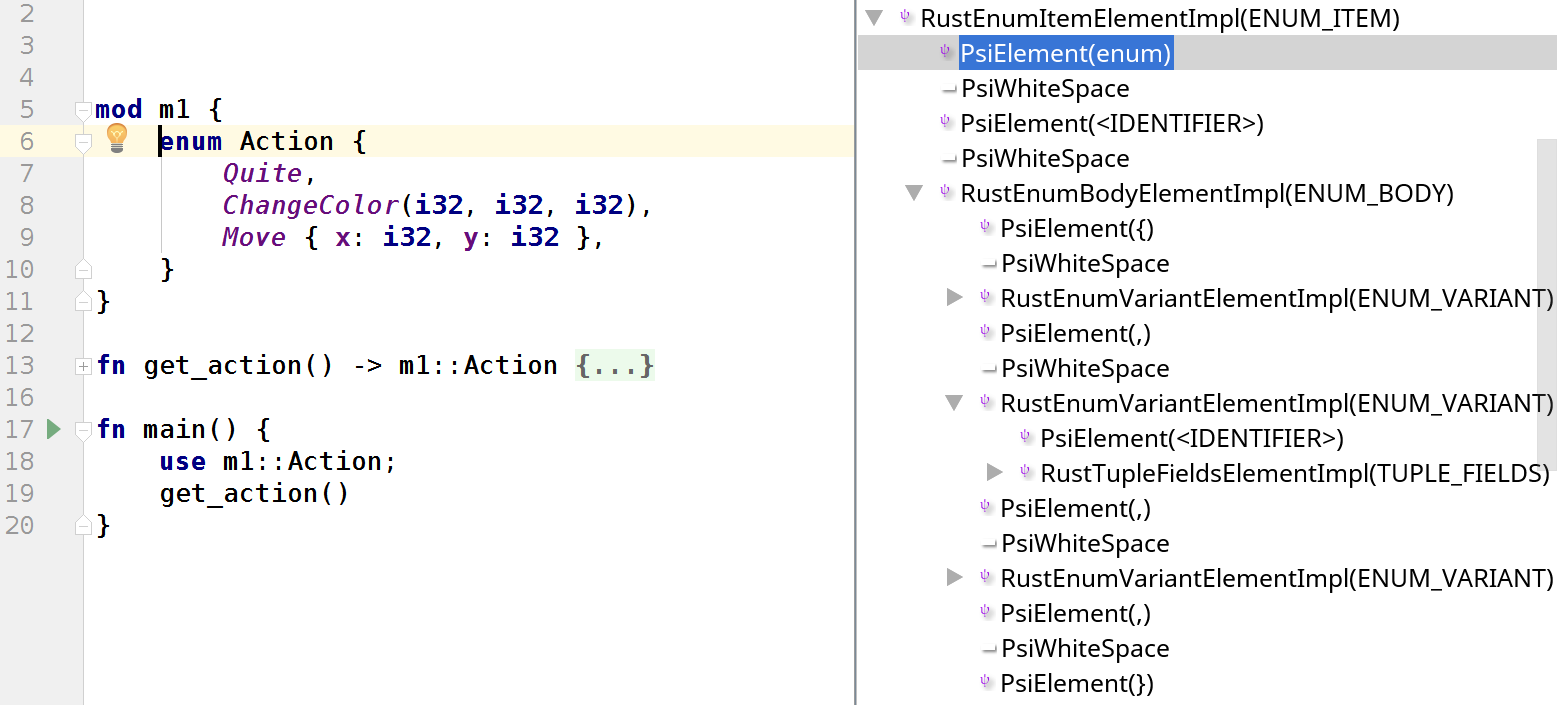 2
3
4
5 mod m1 {
6 enum Action {
7 Quite,
8 ChangeColor(i32, i32, i32),
9 Move { x: i32, y: i32 },
10 }
11 }
12
13 fn get_action() -> m1::Action {...}
16
17 fn main() {
18 use m1::Action;
19 get_action()
20 }
RustEnumItemElementImpl(ENUM_ITEM)
PsiElement(enum)
PsiWhiteSpace
PsiElement(<IDENTIFIER>)
PsiWhiteSpace
RustEnumBodyElementImpl(ENUM_BODY)
PsiElement({)
PsiWhiteSpace
RustEnumVariantElementImpl(ENUM_VARIANT)
PsiElement(,)
PsiWhiteSpace
RustEnumVariantElementImpl(ENUM_VARIANT)
PsiElement(<IDENTIFIER>)
RustTupleFieldsElementImpl(TUPLE_FIELDS)
PsiElement(,)
PsiWhiteSpace
RustEnumVariantElementImpl(ENUM_VARIANT)
PsiElement(,)
PsiWhiteSpace
PsiElement(})